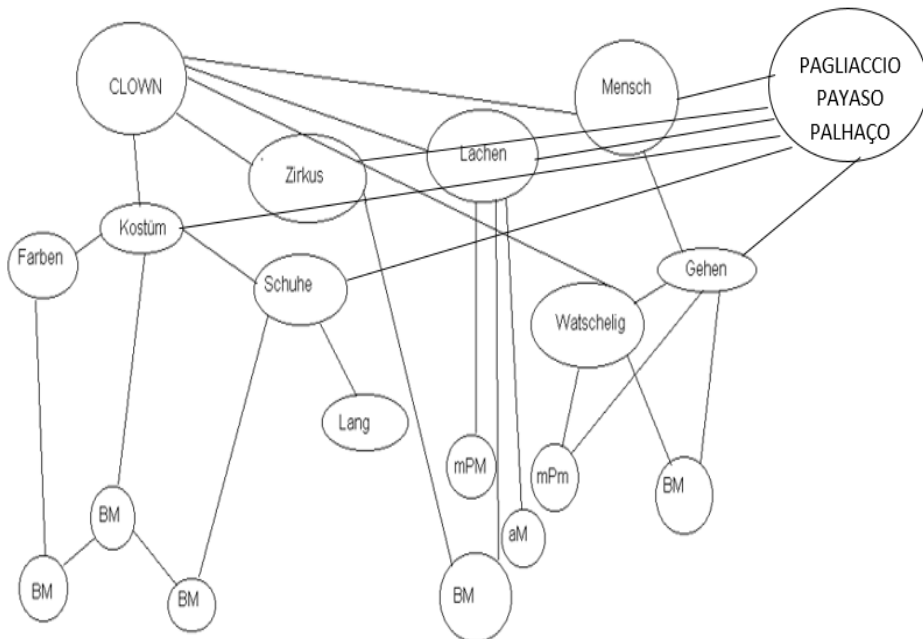 CLOWN
Mensch
PAGLIACCIO
PAYASO
PALHAÇO
Zirkus
Lachen
Kostüm
Farben
Schuhe
Gehen
Watschelig
Lang
mPM
mPm
BM
BM
aM
BM
BM
BM